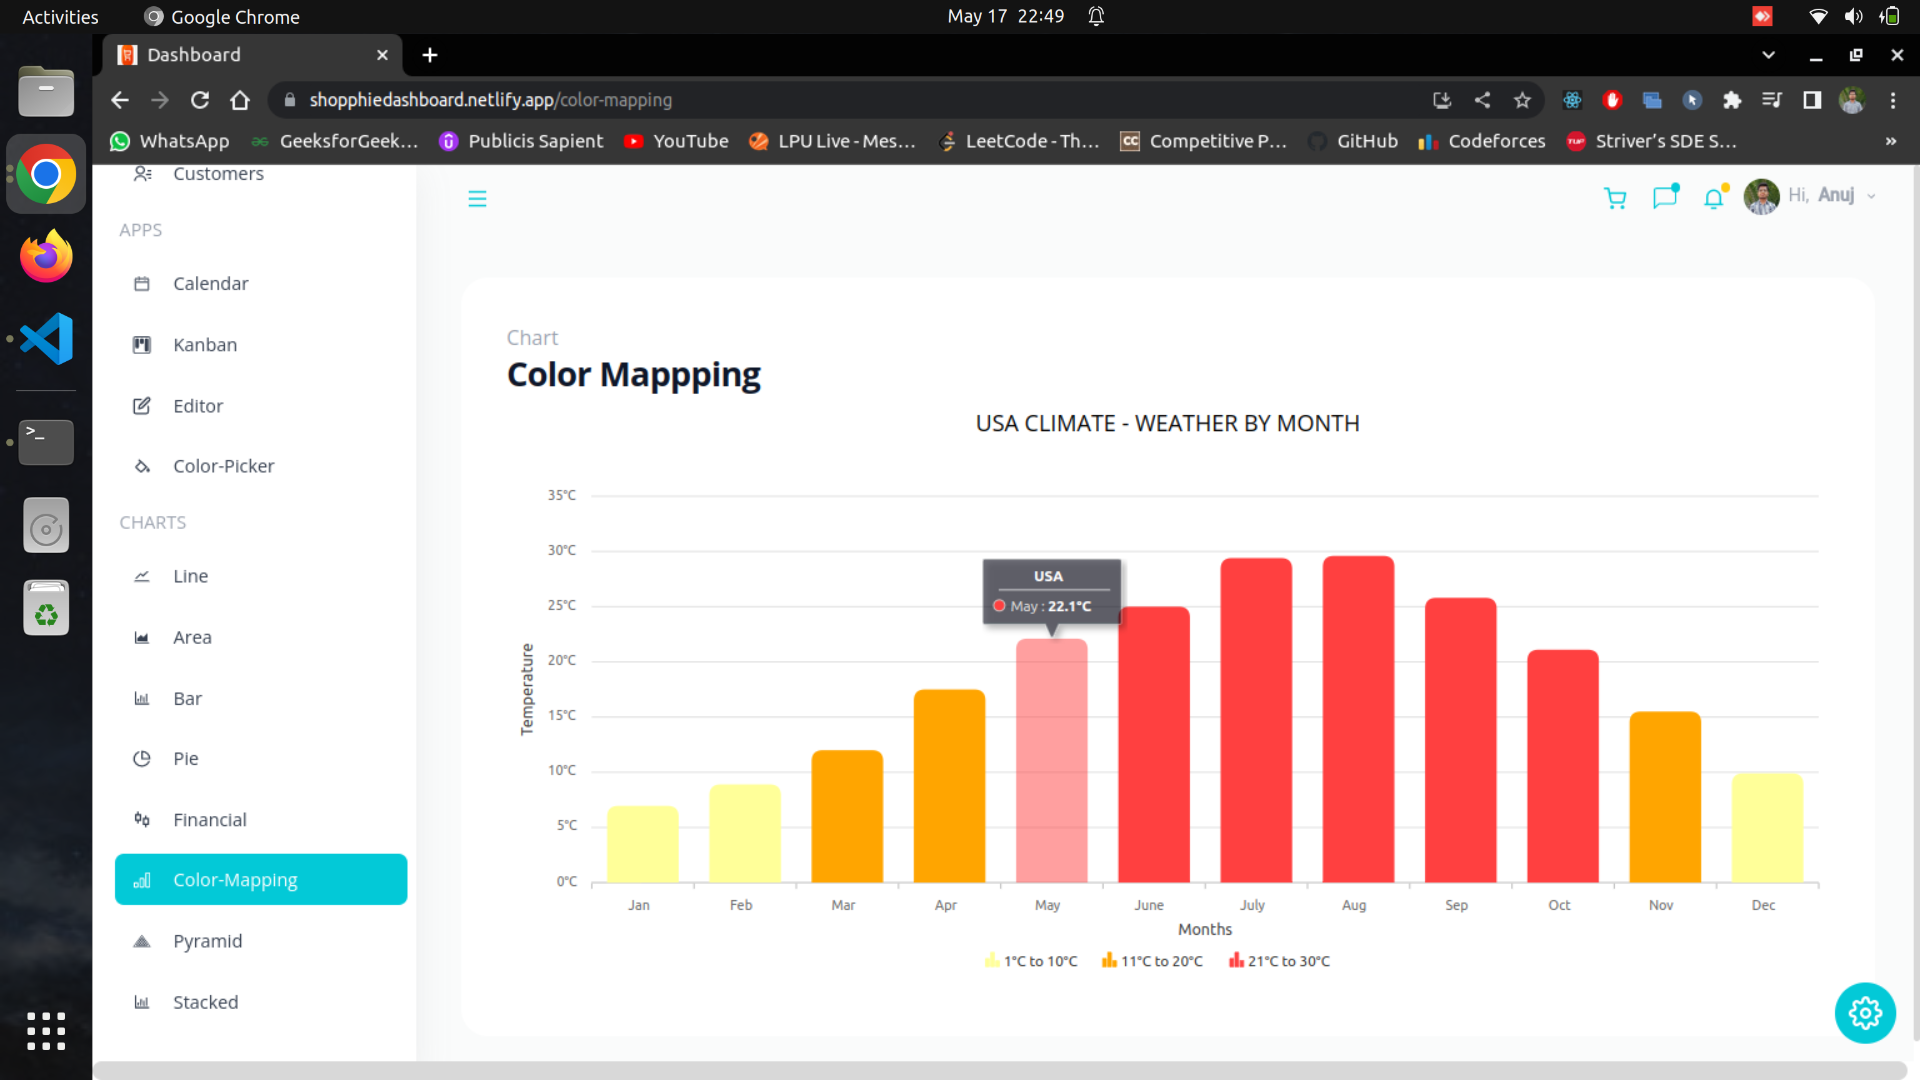 Activities Google Chrome May 17 22:49
Dashboard
shopphiedashboard.netlify.app/color-mapping
WhatsApp GeeksforGeek... Publicis Sapient YouTube LPU Live - Mes... LeetCode - Th... CC Competitive P... GitHub Codeforces TUF Striver's SDE S... »
Customers
APPS
Calendar
Kanban
Editor
Color-Picker
CHARTS
Line
Area
Bar
Pie
Financial
Color-Mapping
Pyramid
Stacked
Hi, Anuj
Chart
Color Mappping
USA CLIMATE - WEATHER BY MONTH
Temperature
35°C
30°C
25°C
20°C
15°C
10°C
5°C
0°C
USA
May : 22.1°C
Jan Feb Mar Apr May June July Aug Sep Oct Nov Dec
Months
1°C to 10°C 11°C to 20°C 21°C to 30°C